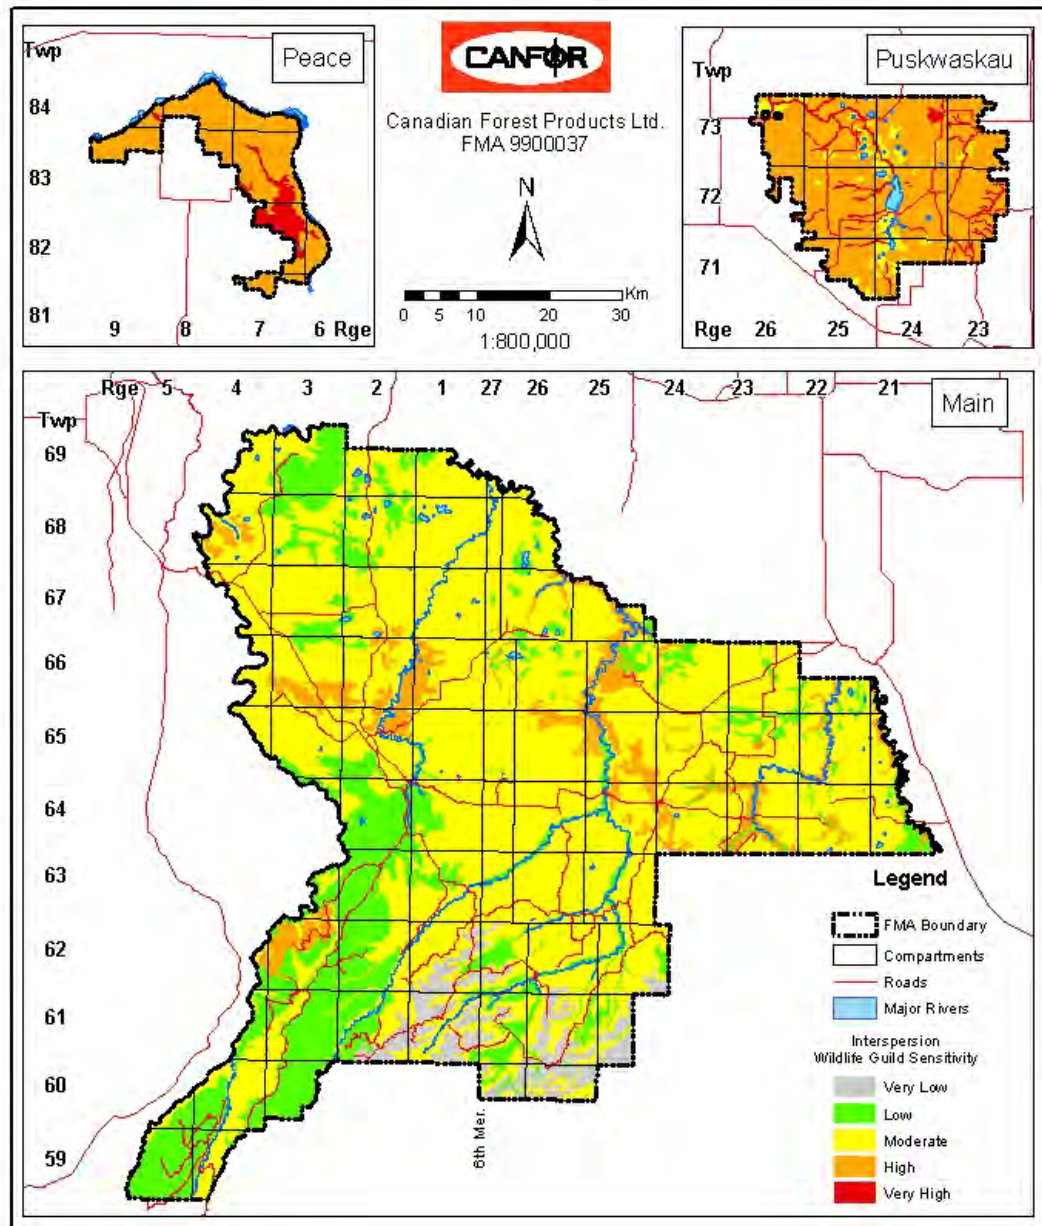 Twp
Peace
84
83
82
81
9 8 7 6 Rge
CANFOR
Canadian Forest Products Ltd.
FMA 9900037
N
Km
0 5 10 20 30
1:800,000
Twp
Puskwaskau
73
72
71
Rge 26 25 24 23
Rge 5 4 3 2 1 27 26 25 24 23 22 21
Main
Twp
69
68
67
66
65
64
63
62
61
60
59
6th Mer.
Legend
FMA Boundary
Compartments
Roads
Major Rivers
Interspersion
Wildlife Guild Sensitivity
Very Low
Low
Moderate
High
Very High